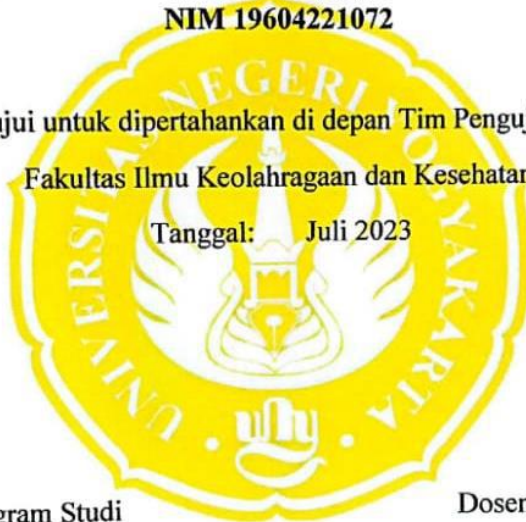 NIM 19604221072
ujui untuk dipertahankan di depan Tim Penguj
Fakultas Ilmu Keolahragaan dan Kesehatan
Tanggal: Juli 2023
UNIVERSITAS NEGERI YOGYAKARTA
uny
gram Studi Dosen